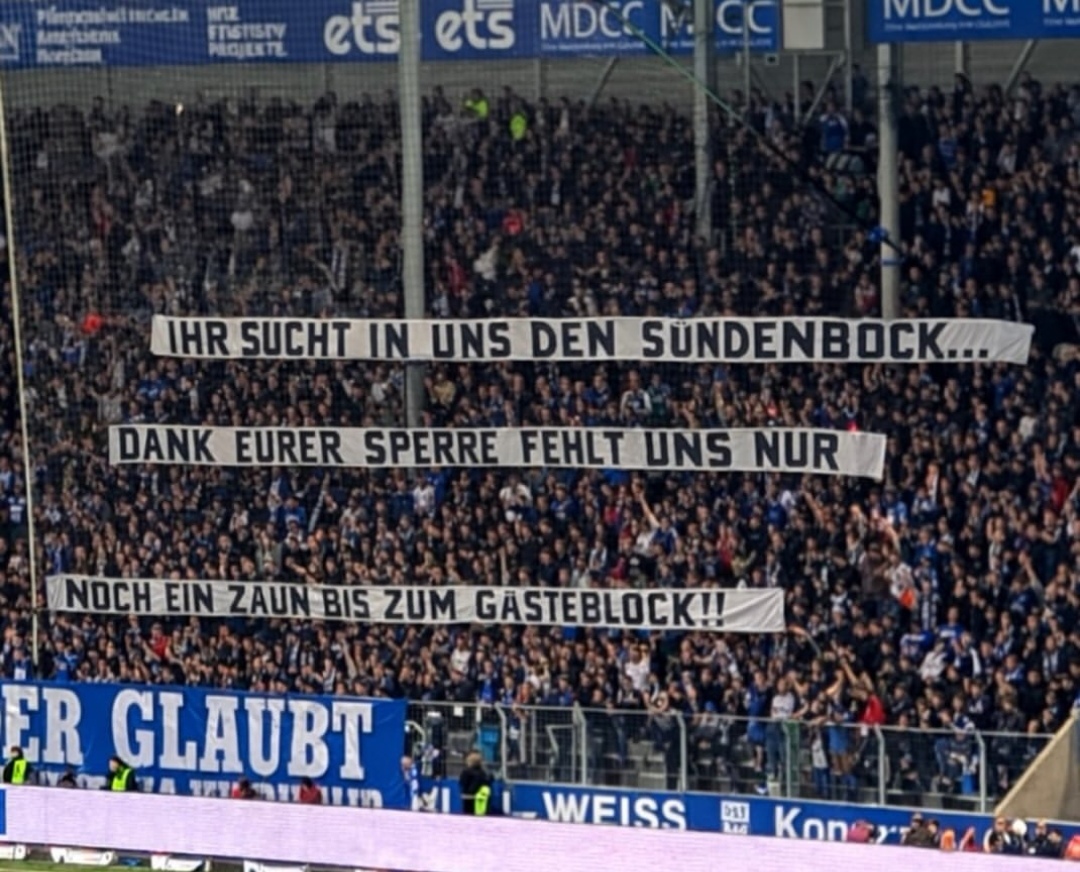 ets ets MDCC MDCC MDCC
IHR SUCHT IN UNS DEN SÜNDENBOCK...
DANK EURER SPERRE FEHLT UNS NUR
NOCH EIN ZAUN BIS ZUM GÄSTEBLOCK!!
ER GLAUBT
WEISS